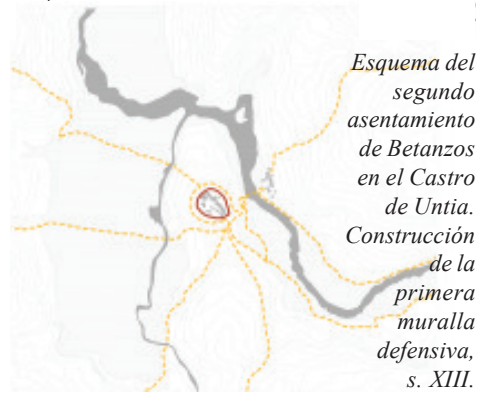 Esquema del
segundo
asentamiento
de Betanzos
en el Castro
de Untia.
Construcción
de la
primera
muralla
defensiva,
s. XIII.